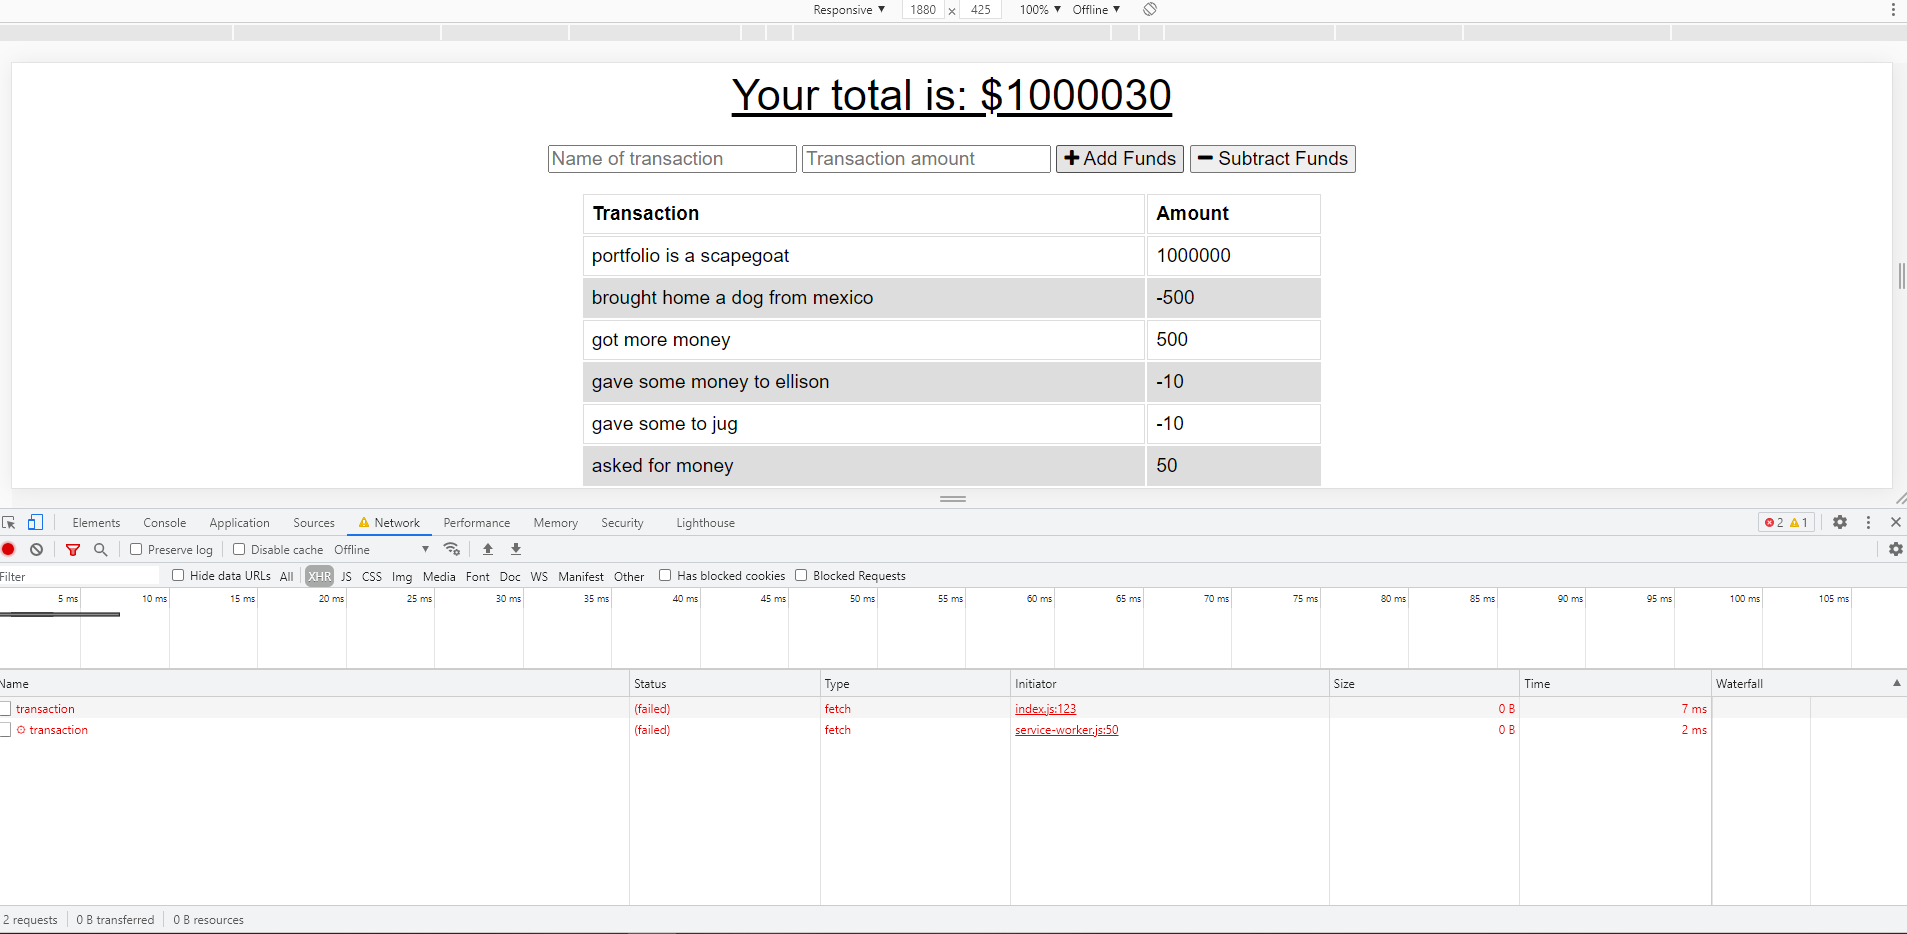 Responsive ▼ 1880 × 425 100% ▼ Offline ▼
Your total is: $1000030
Name of transaction Transaction amount + Add Funds − Subtract Funds
Transaction Amount
portfolio is a scapegoat 1000000
brought home a dog from mexico -500
got more money 500
gave some money to ellison -10
gave some to jug -10
asked for money 50
Elements Console Application Sources Network Performance Memory Security Lighthouse 2 1
Preserve log Disable cache Offline ▼
Filter Hide data URLs All XHR JS CSS Img Media Font Doc WS Manifest Other Has blocked cookies Blocked Requests
5 ms 10 ms 15 ms 20 ms 25 ms 30 ms 35 ms 40 ms 45 ms 50 ms 55 ms 60 ms 65 ms 70 ms 75 ms 80 ms 85 ms 90 ms 95 ms 100 ms 105 ms
Name Status Type Initiator Size Time Waterfall ▲
transaction (failed) fetch index.js:123 0 B 7 ms
transaction (failed) fetch service-worker.js:50 0 B 2 ms
2 requests 0 B transferred 0 B resources